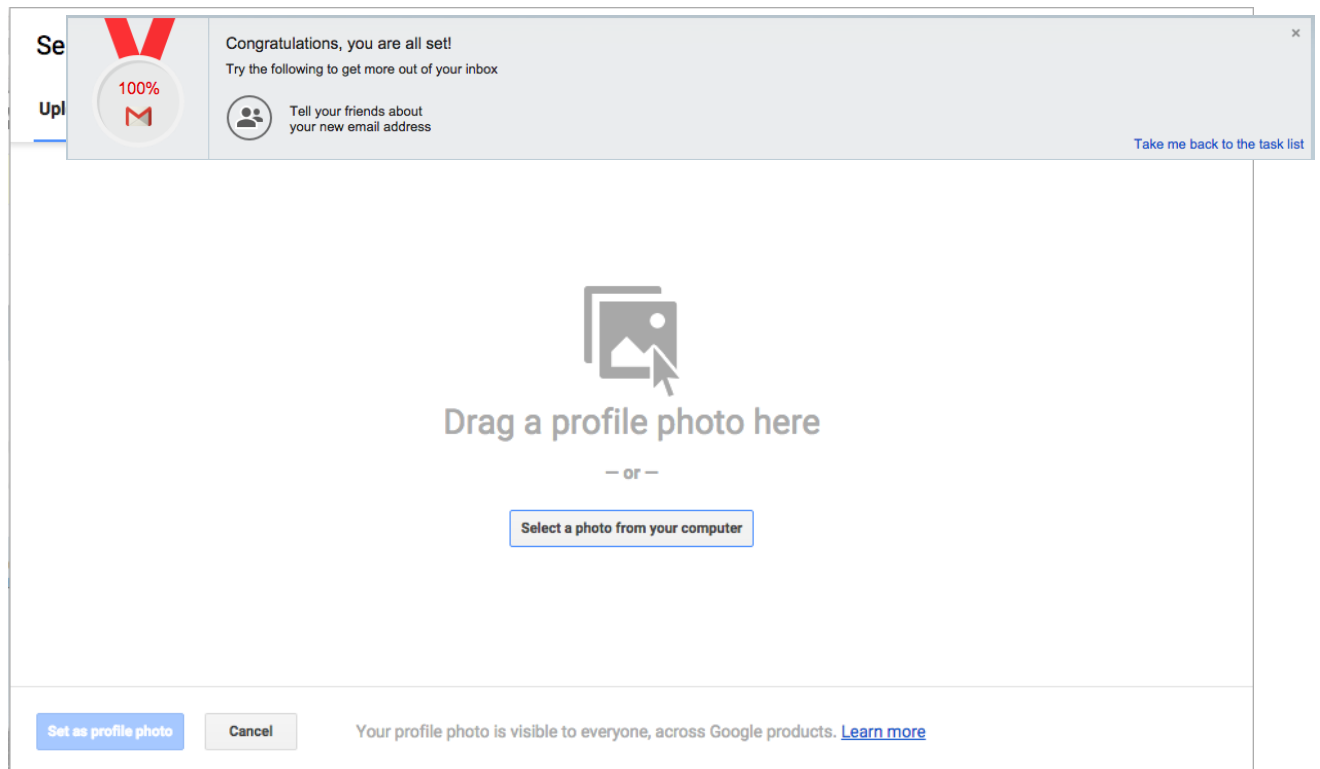 Se
Congratulations, you are all set!
×
Try the following to get more out of your inbox
100%
Upl
Tell your friends about
your new email address
Take me back to the task list
Drag a profile photo here
— or —
Select a photo from your computer
Set as profile photo
Cancel
Your profile photo is visible to everyone, across Google products. Learn more